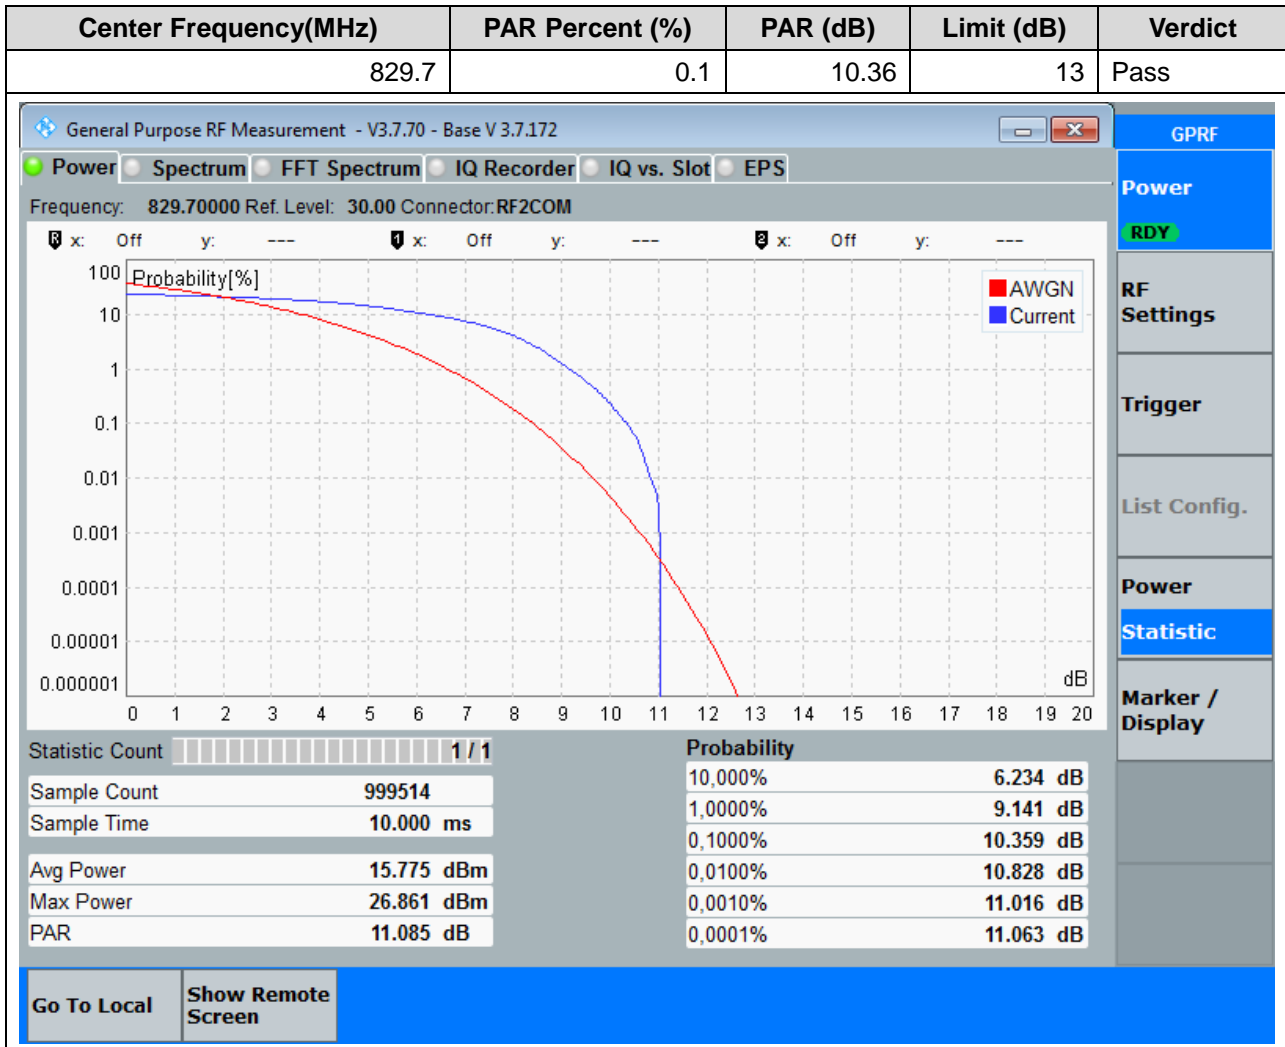 Center Frequency(MHz) PAR Percent (%) PAR (dB) Limit (dB) Verdict
829.7 0.1 10.36 13 Pass
General Purpose RF Measurement - V3.7.70 - Base V 3.7.172
GPRF
Power Spectrum FFT Spectrum IQ Recorder IQ vs. Slot EPS
Frequency: 829.70000 Ref. Level: 30.00 Connector: RF2COM
R x: Off y: --- 1 x: Off y: --- 2 x: Off y: ---
Probability[%]
AWGN
Current
100
10
1
0.1
0.01
0.001
0.0001
0.00001
0.000001
dB
0 1 2 3 4 5 6 7 8 9 10 11 12 13 14 15 16 17 18 19 20
Statistic Count 1 / 1
Sample Count 999514
Sample Time 10.000 ms
Avg Power 15.775 dBm
Max Power 26.861 dBm
PAR 11.085 dB
Probability
10,000% 6.234 dB
1,0000% 9.141 dB
0,1000% 10.359 dB
0,0100% 10.828 dB
0,0010% 11.016 dB
0,0001% 11.063 dB
Power
RDY
RF
Settings
Trigger
List Config.
Power
Statistic
Marker /
Display
Go To Local
Show Remote
Screen